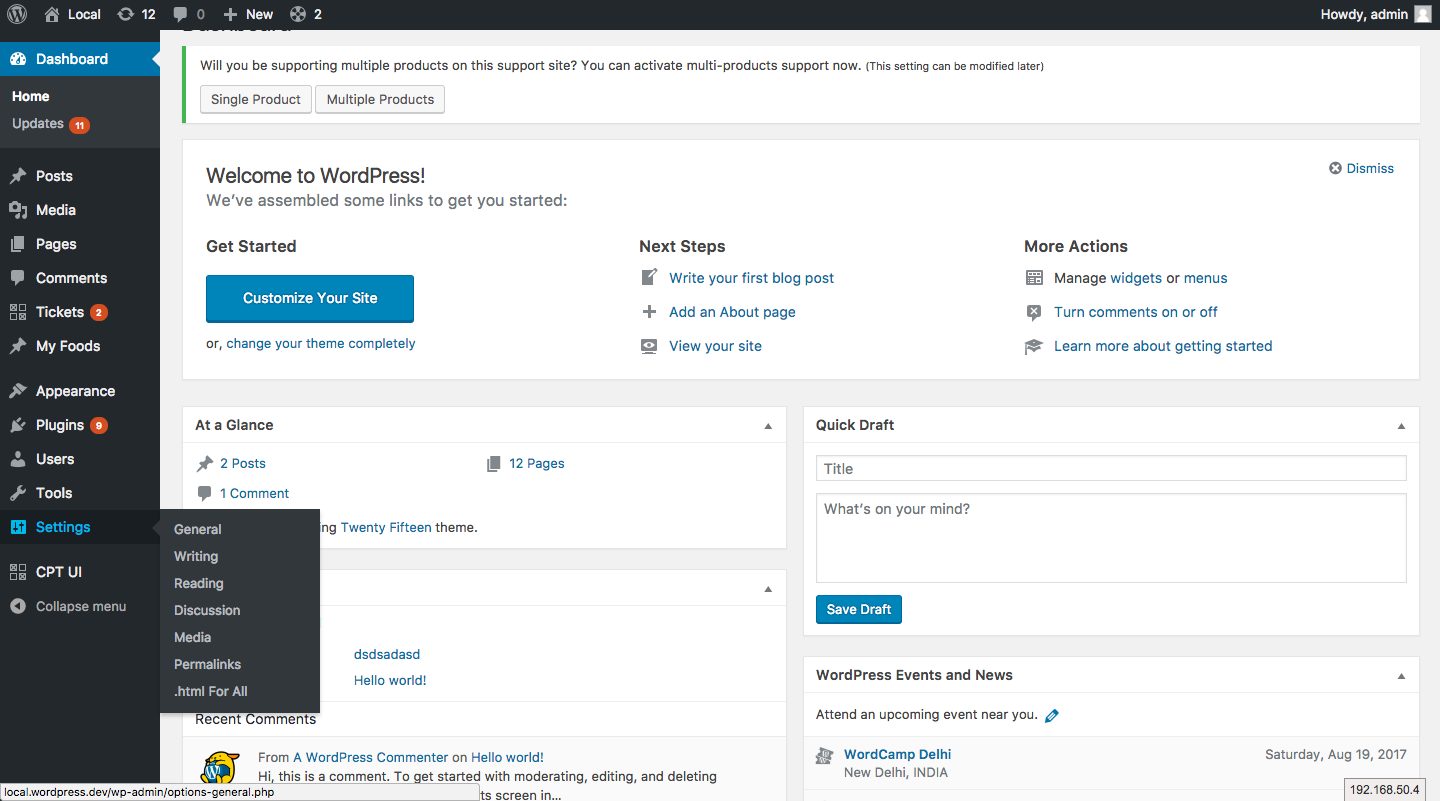 Local
12
0
New
2
Howdy, admin
Dashboard
Home
Updates 11
Posts
Media
Pages
Comments
Tickets 2
My Foods
Appearance
Plugins 9
Users
Tools
Settings
CPT UI
Collapse menu
General
Writing
Reading
Discussion
Media
Permalinks
.html For All
Will you be supporting multiple products on this support site? You can activate multi-products support now. (This setting can be modified later)
Single Product
Multiple Products
Welcome to WordPress!
Dismiss
We've assembled some links to get you started:
Get Started
Customize Your Site
or, change your theme completely
Next Steps
Write your first blog post
Add an About page
View your site
More Actions
Manage widgets or menus
Turn comments on or off
Learn more about getting started
At a Glance
2 Posts
12 Pages
1 Comment
ing Twenty Fifteen theme.
dsdsadasd
Hello world!
Recent Comments
From A WordPress Commenter on Hello world!
Hi, this is a comment. To get started with moderating, editing, and deleting
ts screen in...
Quick Draft
Title
What's on your mind?
Save Draft
WordPress Events and News
Attend an upcoming event near you.
WordCamp Delhi
Saturday, Aug 19, 2017
New Delhi, INDIA
local.wordpress.dev/wp-admin/options-general.php
192.168.50.4